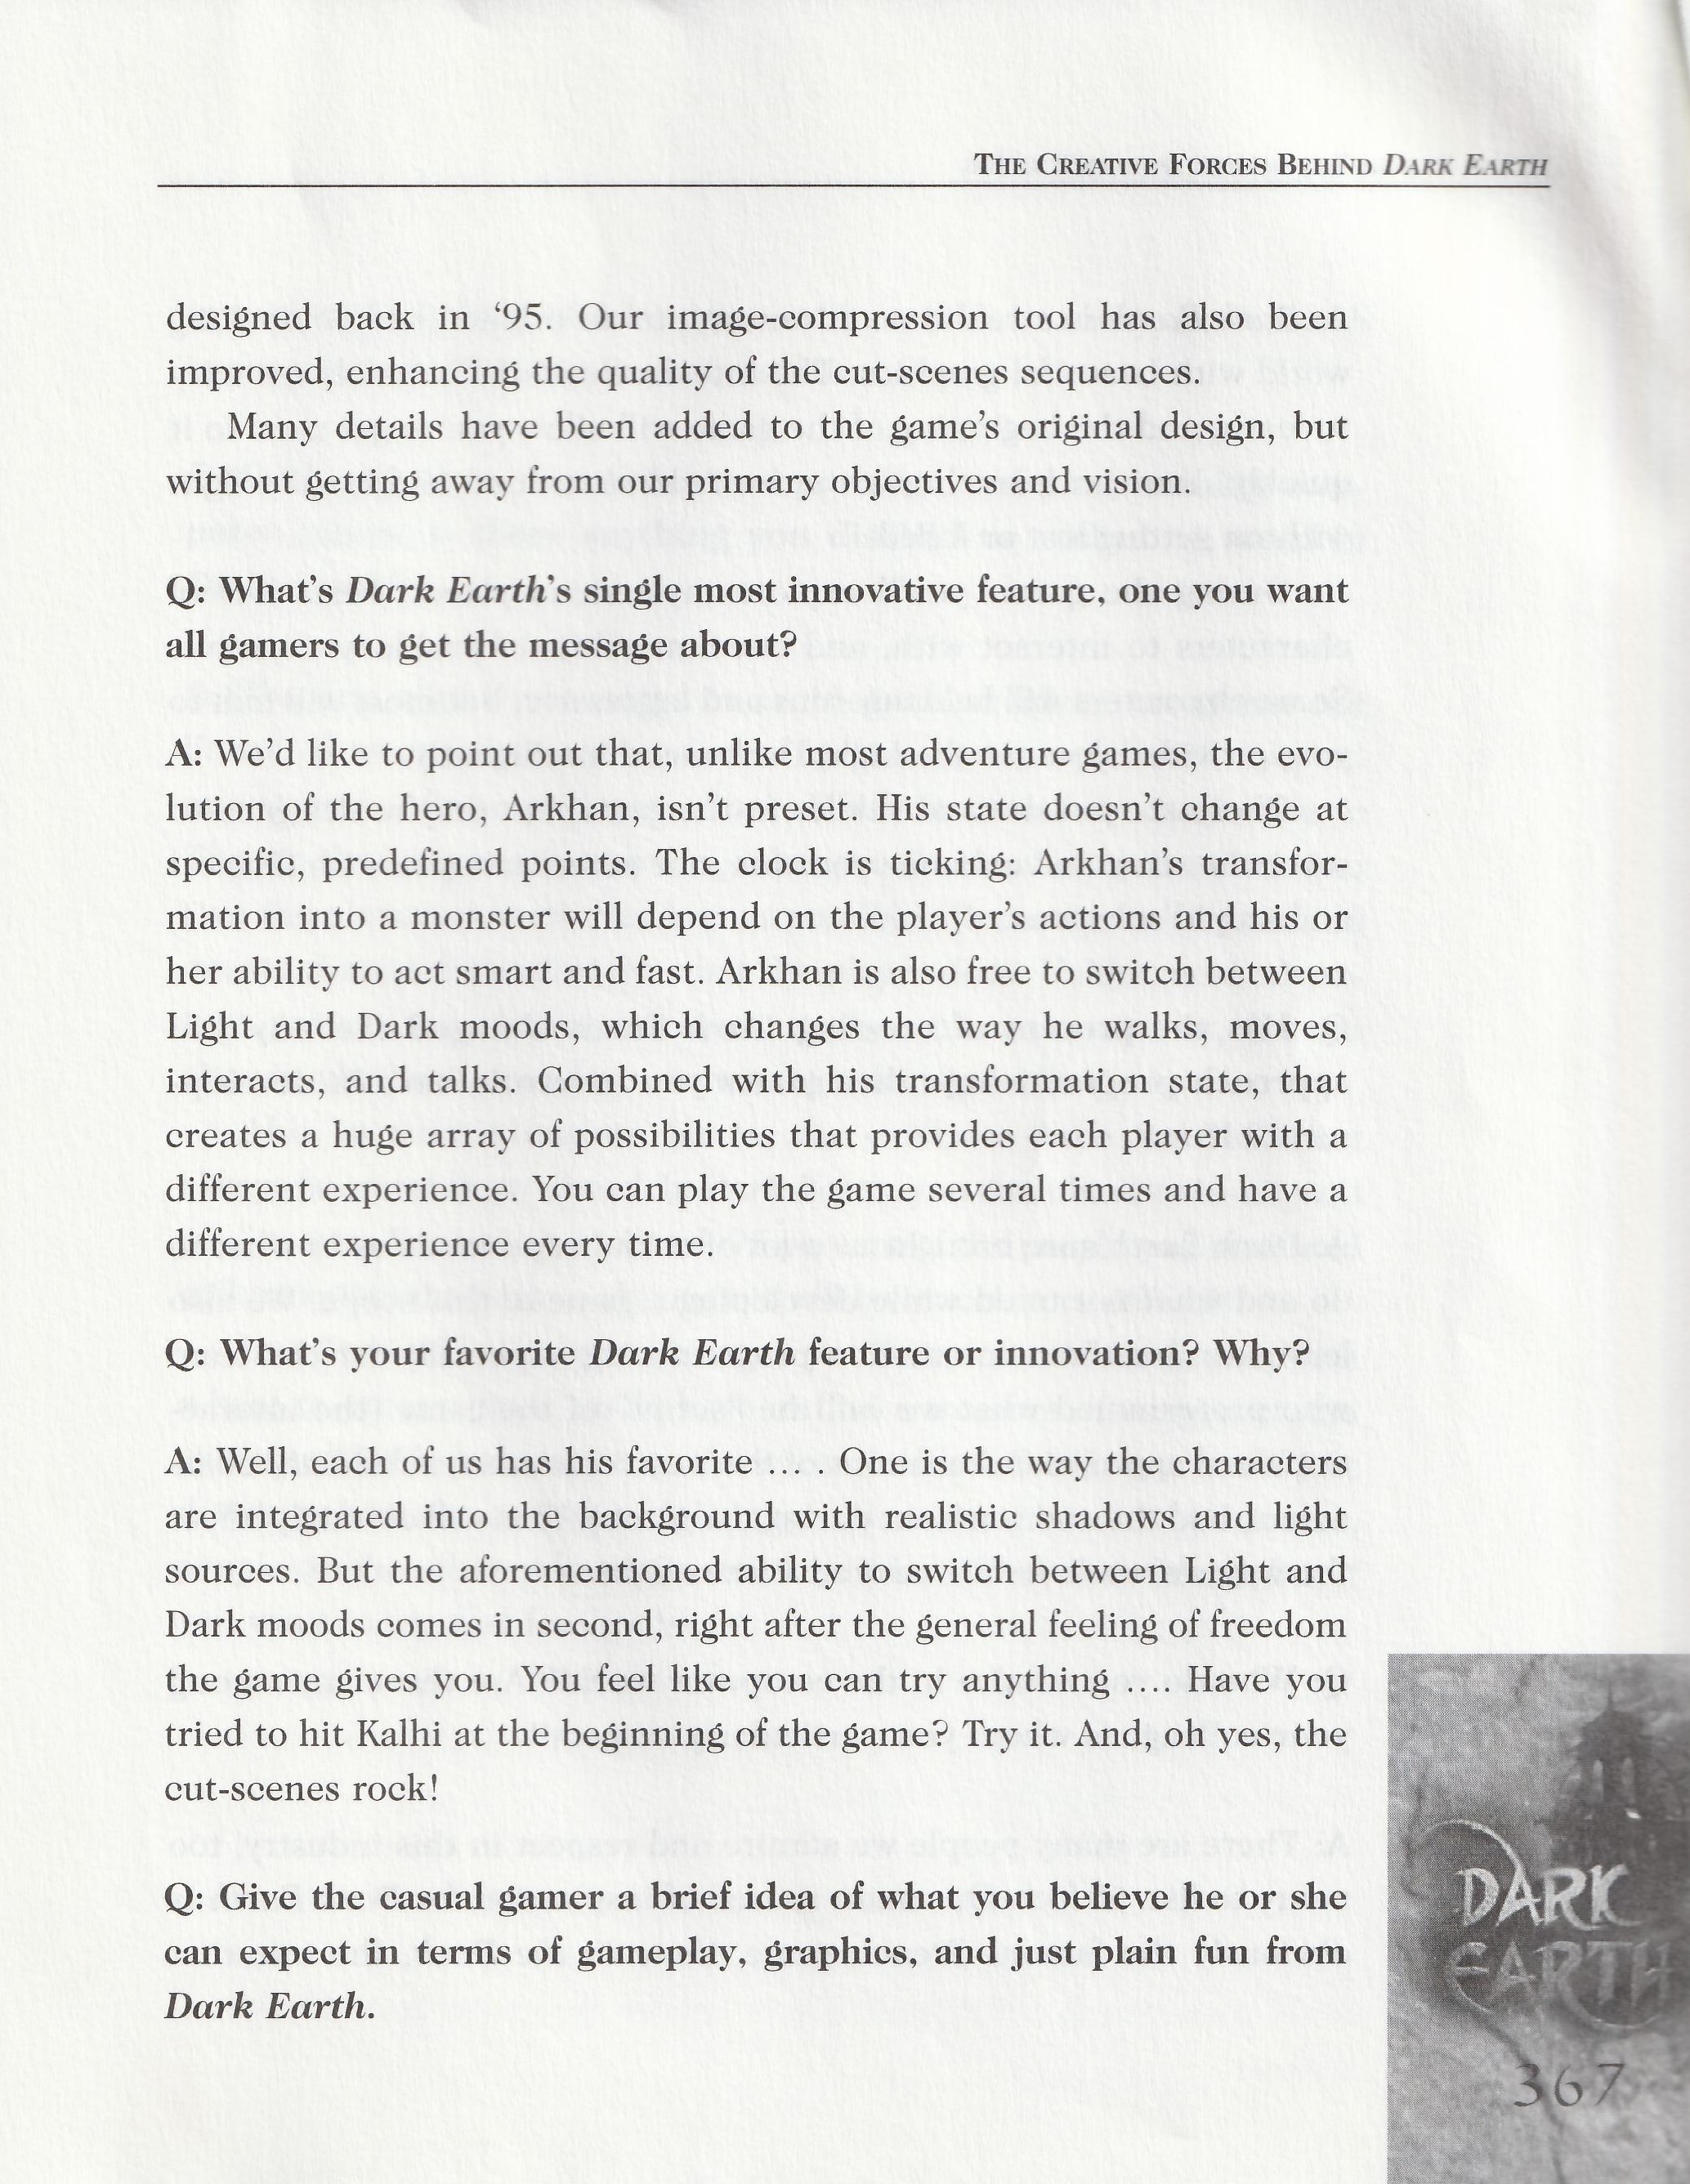 THE CREATIVE FORCES BEHIND DARK EARTH
designed back in ‘95. Our image-compression tool has also been
improved, enhancing the quality of the cut-scenes sequences.
Many details have been added to the game’s original design, but
without getting away from our primary objectives and vision.
Q: What’s Dark Earth’s single most innovative feature, one you want
all gamers to get the message about?
A: We’d like to point out that, unlike most adventure games, the evo-
lution of the hero, Arkhan, isn’t preset. His state doesn’t change at
specific, predefined points. The clock is ticking: Arkhan’s transfor-
mation into a monster will depend on the player’s actions and his or
her ability to act smart and fast. Arkhan is also free to switch between
Light and Dark moods, which changes the way he walks, moves,
interacts, and talks. Combined with his transformation state, that
creates a huge array of possibilities that provides each player with a
different experience. You can play the game several times and have a
different experience every time.
Q: What’s your favorite Dark Earth feature or innovation? Why?
A: Well, each of us has his favorite ... . One is the way the characters
are integrated into the background with realistic shadows and light
sources. But the aforementioned ability to switch between Light and
Dark moods comes in second, right after the general feeling of freedom
the game gives you. You feel like you can try anything .... Have you
tried to hit Kalhi at the beginning of the game? Try it. And, oh yes, the
cut-scenes rock!
Q: Give the casual gamer a brief idea of what you believe he or she
can expect in terms of gameplay, graphics, and just plain fun from
Dark Earth.
DARK
EARTH
367